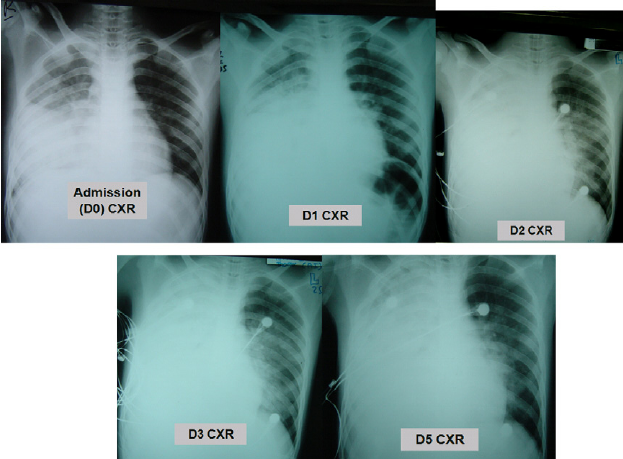 Admission
(D0) CXR
D1 CXR
D2 CXR
D3 CXR
D5 CXR
L